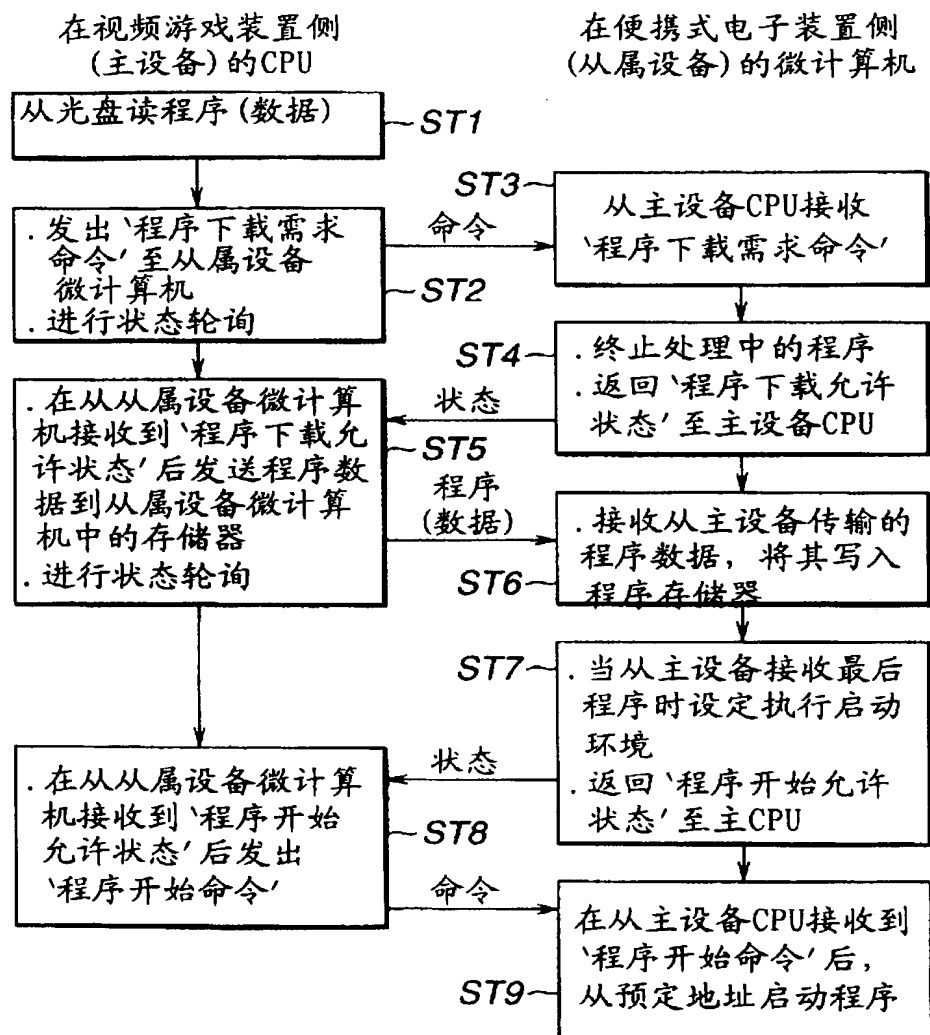 在视频游戏装置侧
(主设备)的CPU
在便携式电子装置侧
(从属设备)的微计算机
从光盘读程序(数据)
ST1
ST3
从主设备CPU接收
‵程序下载需求命令′
.发出‵程序下载需求
命令′至从属设备
微计算机
.进行状态轮询
命令
ST2
ST4
.终止处理中的程序
.返回‵程序下载允许
状态′至主设备CPU
状态
.在从从属设备微计算
机接收到‵程序下载允
许状态′后发送程序数
据到从属设备微计算
机中的存储器
.进行状态轮询
ST5
程序
(数据)
.接收从主设备传输的
程序数据，将其写入
程序存储器
ST6
ST7
.当从主设备接收最后
程序时设定执行启动
环境
.返回‵程序开始允许
状态′至主CPU
状态
.在从从属设备微计算
机接收到‵程序开始
允许状态′后发出
‵程序开始命令′
ST8
命令
在从主设备CPU接收到
‵程序开始命令′后，
从预定地址启动程序
ST9